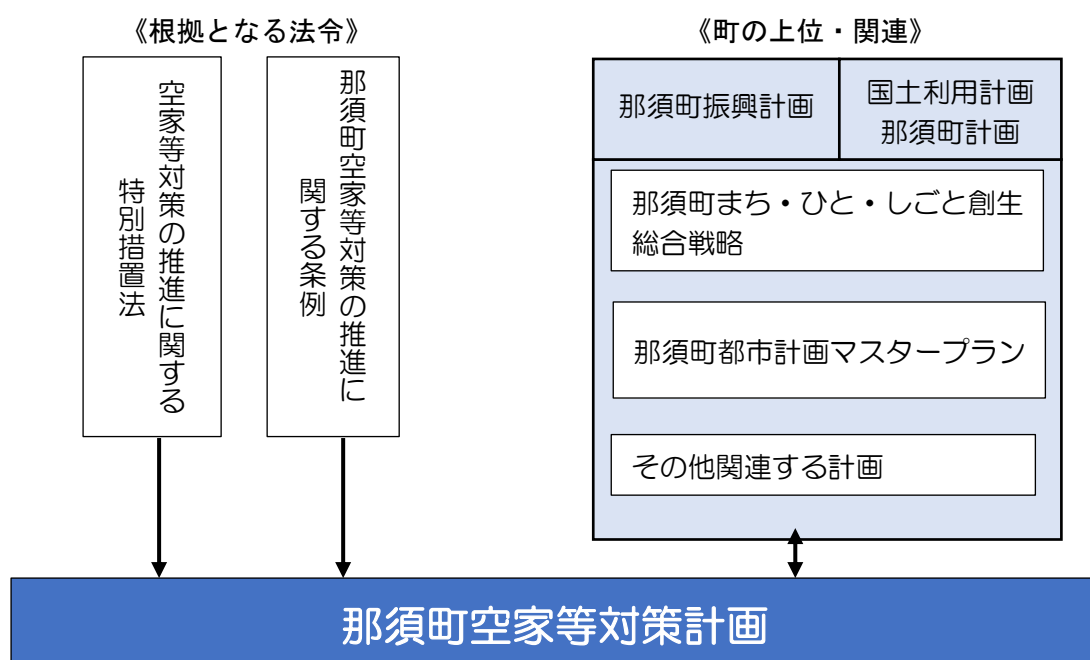 《根拠となる法令》
空家等対策の推進に関する
特別措置法
那須町空家等対策の推進に
関する条例
《町の上位・関連》
那須町振興計画
国土利用計画
那須町計画
那須町まち・ひと・しごと創生
総合戦略
那須町都市計画マスタープラン
その他関連する計画
那須町空家等対策計画